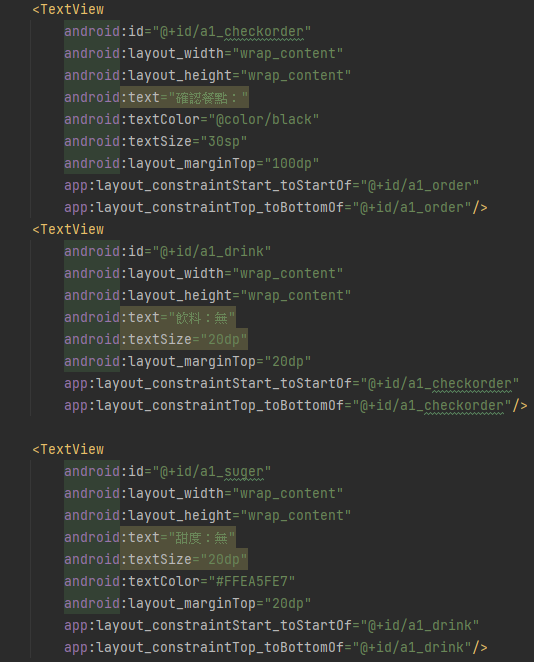 <TextView
android:id="@+id/a1_checkorder"
android:layout_width="wrap_content"
android:layout_height="wrap_content"
android:text="確認餐點："
android:textColor="@color/black"
android:textSize="30sp"
android:layout_marginTop="100dp"
app:layout_constraintStart_toStartOf="@+id/a1_order"
app:layout_constraintTop_toBottomOf="@+id/a1_order"/>
<TextView
android:id="@+id/a1_drink"
android:layout_width="wrap_content"
android:layout_height="wrap_content"
android:text="飲料：無"
android:textSize="20dp"
android:layout_marginTop="20dp"
app:layout_constraintStart_toStartOf="@+id/a1_checkorder"
app:layout_constraintTop_toBottomOf="@+id/a1_checkorder"/>
<TextView
android:id="@+id/a1_suger"
android:layout_width="wrap_content"
android:layout_height="wrap_content"
android:text="甜度：無"
android:textSize="20dp"
android:textColor="#FFEA5FE7"
android:layout_marginTop="20dp"
app:layout_constraintStart_toStartOf="@+id/a1_drink"
app:layout_constraintTop_toBottomOf="@+id/a1_drink"/>